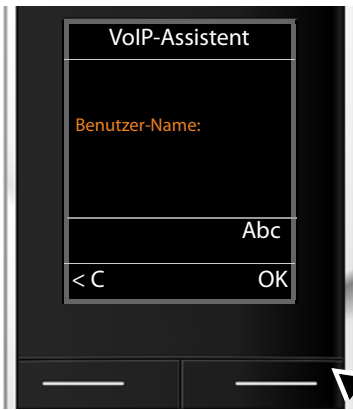 VoIP-Assistent
Benutzer-Name:
Abc
< C OK